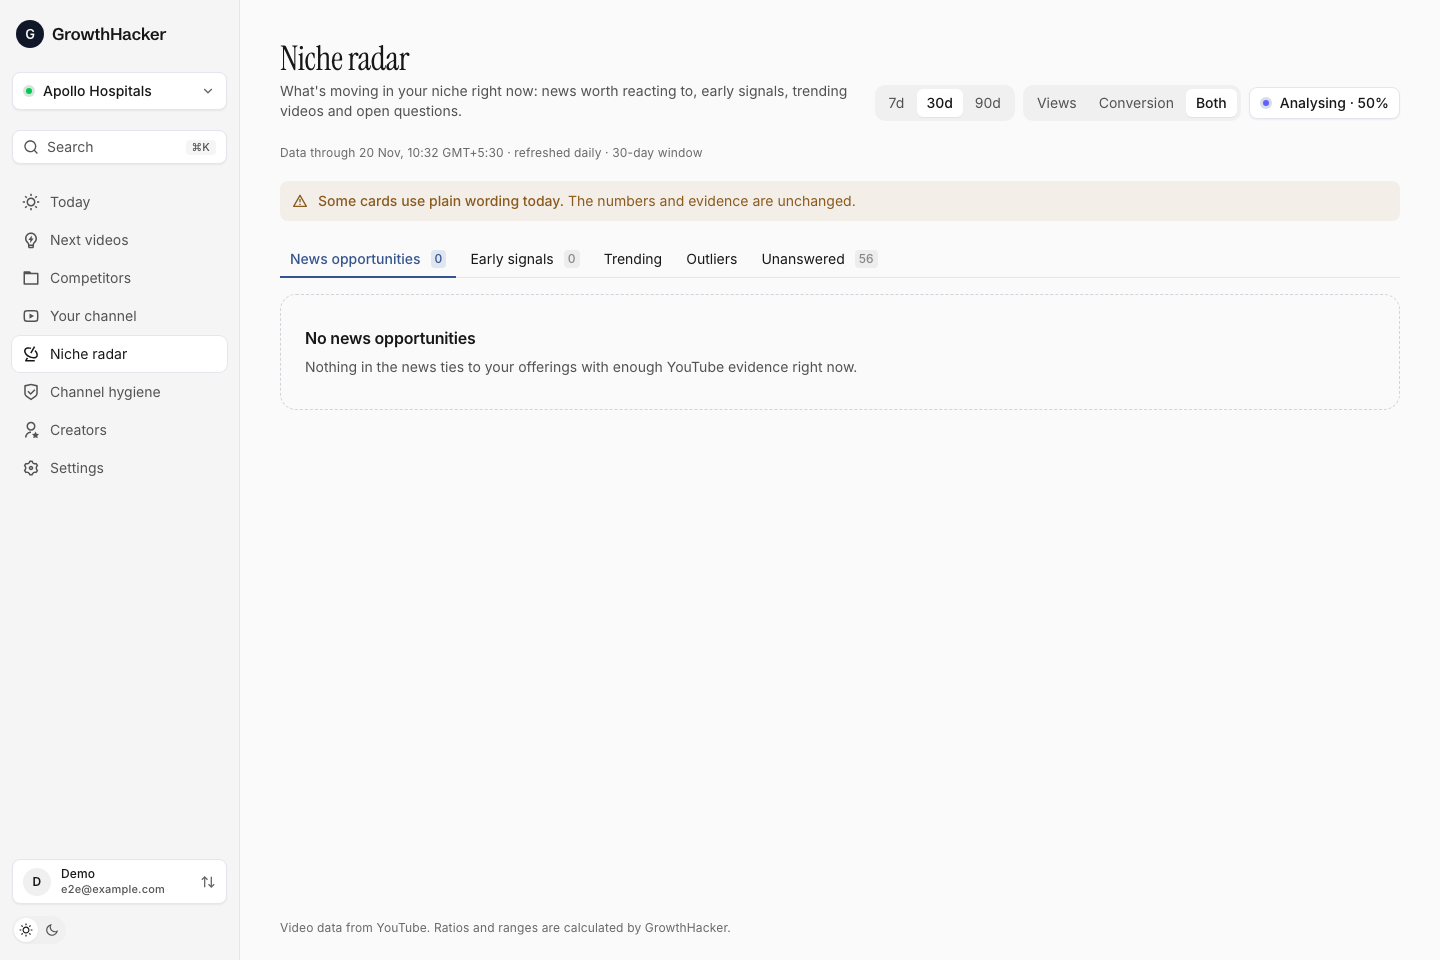 G GrowthHacker
Apollo Hospitals
Search ⌘K
Today
Next videos
Competitors
Your channel
Niche radar
Channel hygiene
Creators
Settings
D
Demo
e2e@example.com
Niche radar
What's moving in your niche right now: news worth reacting to, early signals, trending
videos and open questions.
7d 30d 90d Views Conversion Both Analysing · 50%
Data through 20 Nov, 10:32 GMT+5:30 · refreshed daily · 30-day window
Some cards use plain wording today. The numbers and evidence are unchanged.
News opportunities 0 Early signals 0 Trending Outliers Unanswered 56
No news opportunities
Nothing in the news ties to your offerings with enough YouTube evidence right now.
Video data from YouTube. Ratios and ranges are calculated by GrowthHacker.